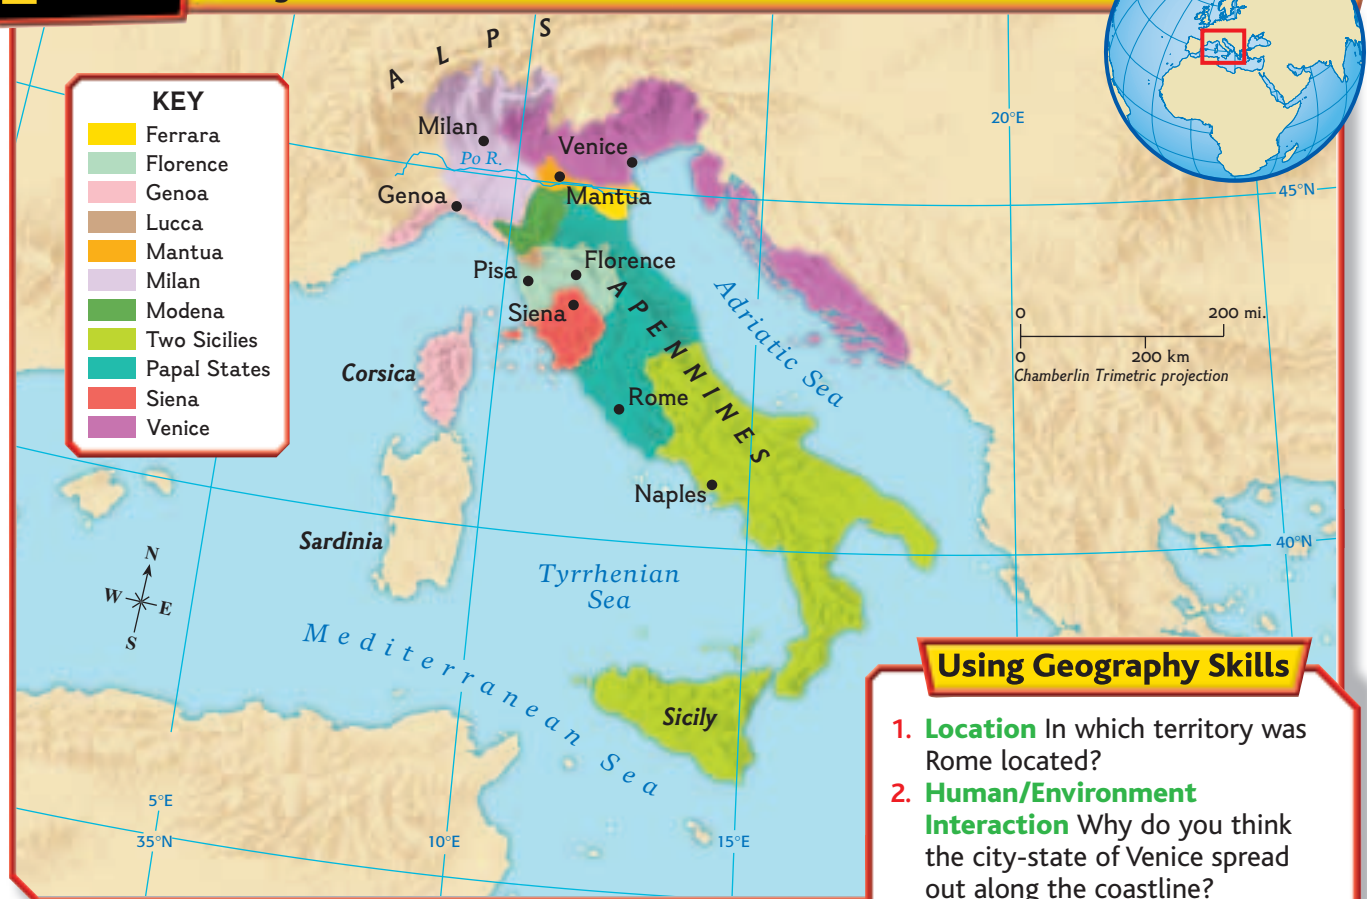 ALPS
KEY
Ferrara
Florence
Genoa
Lucca
Mantua
Milan
Modena
Two Sicilies
Papal States
Siena
Venice
Milan
Po R.
Venice
Genoa
Mantua
Pisa
Florence
Siena
APENNINES
Adriatic Sea
Corsica
Rome
Naples
Sardinia
Tyrrhenian
Sea
Mediterranean Sea
Sicily
20°E
45°N
0 200 mi.
0 200 km
Chamberlin Trimetric projection
40°N
N
W E
S
5°E
35°N
10°E
15°E
Using Geography Skills
1. Location In which territory was
Rome located?
2. Human/Environment
Interaction Why do you think
the city-state of Venice spread
out along the coastline?